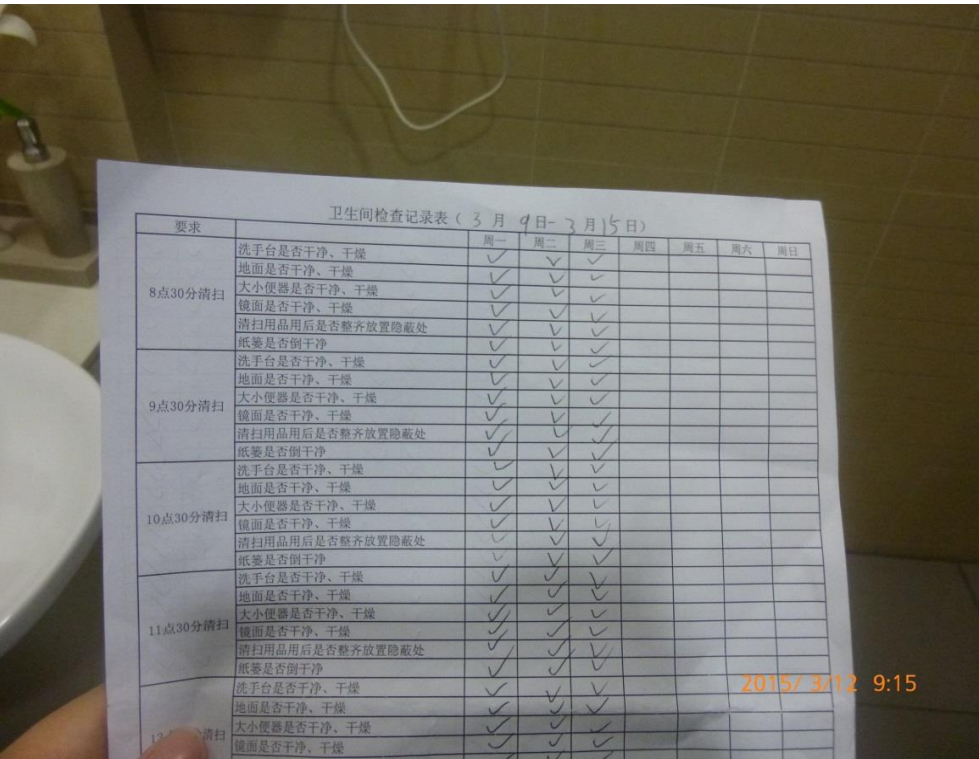 卫生间检查记录表（3月9日-3月15日）
要求 周一 周二 周三 周四 周五 周六 周日
8点30分清扫
洗手台是否干净、干燥 ✓ ✓ ✓
地面是否干净、干燥 ✓ ✓ ✓
大小便器是否干净、干燥 ✓ ✓ ✓
镜面是否干净、干燥 ✓ ✓ ✓
清扫用品用后是否整齐放置隐蔽处 ✓ ✓ ✓
纸篓是否倒干净 ✓ ✓ ✓
9点30分清扫
洗手台是否干净、干燥 ✓ ✓ ✓
地面是否干净、干燥 ✓ ✓ ✓
大小便器是否干净、干燥 ✓ ✓ ✓
镜面是否干净、干燥 ✓ ✓ ✓
清扫用品用后是否整齐放置隐蔽处 ✓ ✓ ✓
纸篓是否倒干净 ✓ ✓ ✓
10点30分清扫
洗手台是否干净、干燥 ✓ ✓ ✓
地面是否干净、干燥 ✓ ✓ ✓
大小便器是否干净、干燥 ✓ ✓ ✓
镜面是否干净、干燥 ✓ ✓ ✓
清扫用品用后是否整齐放置隐蔽处 ✓ ✓ ✓
纸篓是否倒干净 ✓ ✓ ✓
11点30分清扫
洗手台是否干净、干燥 ✓ ✓ ✓
地面是否干净、干燥 ✓ ✓ ✓
大小便器是否干净、干燥 ✓ ✓ ✓
镜面是否干净、干燥 ✓ ✓ ✓
清扫用品用后是否整齐放置隐蔽处 ✓ ✓ ✓
纸篓是否倒干净 ✓ ✓ ✓
清扫
洗手台是否干净、干燥 ✓ ✓ ✓
地面是否干净、干燥 ✓ ✓ ✓
大小便器是否干净、干燥 ✓ ✓ ✓
镜面是否干净、干燥 ✓ ✓ ✓
2015/ 3/12 9:15